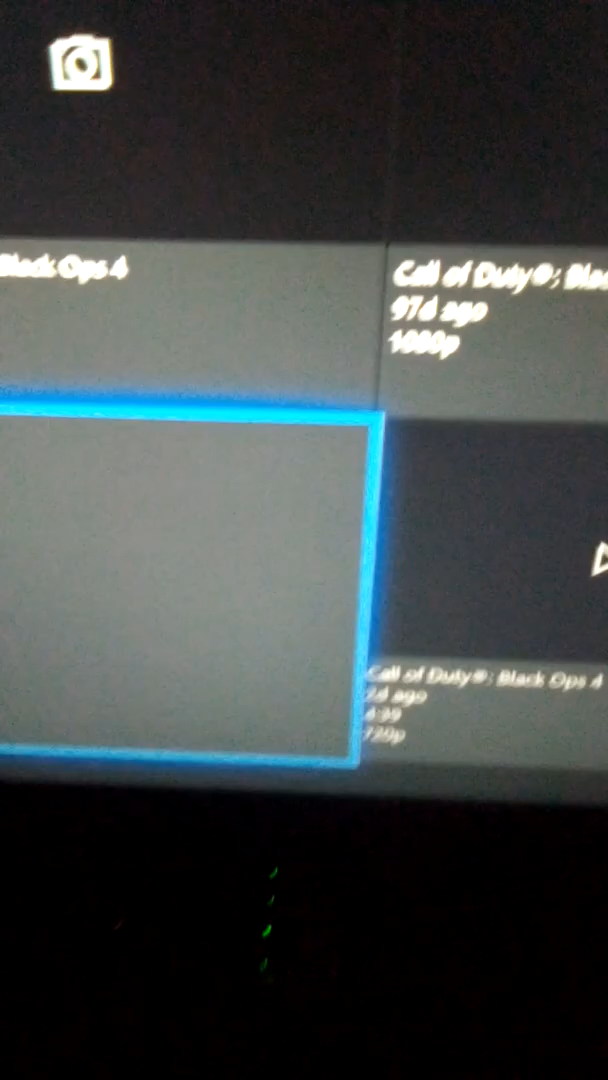 Black Ops 4
Call of Duty®: Blac
97d ago
1080p
Call of Duty®: Black Ops 4
2d ago
4:39
720p